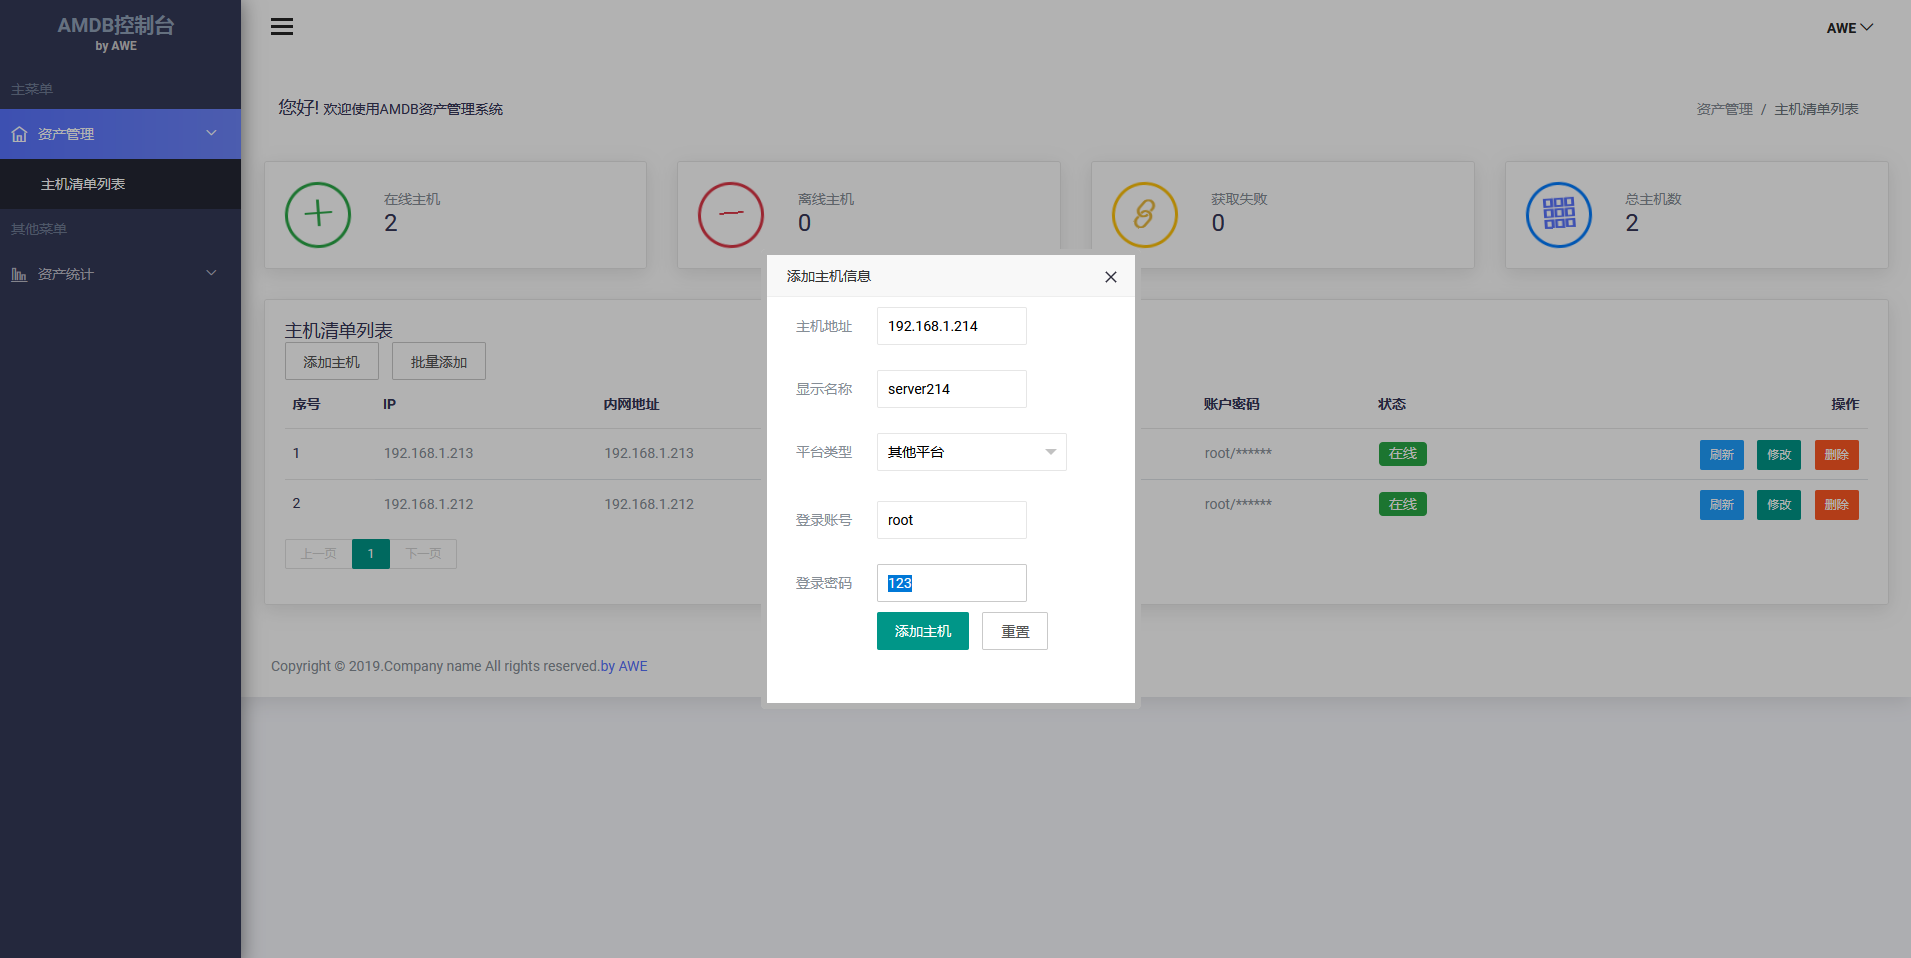 AMDB控制台
by AWE
主菜单
资产管理
主机清单列表
其他菜单
资产统计
AWE
您好! 欢迎使用AMDB资产管理系统
资产管理 / 主机清单列表
在线主机
2
离线主机
0
获取失败
0
总主机数
2
主机清单列表
添加主机 批量添加
序号 IP 内网地址 账户密码 状态 操作
1 192.168.1.213 192.168.1.213 root/****** 在线 刷新 修改 删除
2 192.168.1.212 192.168.1.212 root/****** 在线 刷新 修改 删除
上一页 1 下一页
添加主机信息
主机地址 192.168.1.214
显示名称 server214
平台类型 其他平台
登录账号 root
登录密码 123
添加主机 重置
Copyright © 2019.Company name All rights reserved.by AWE